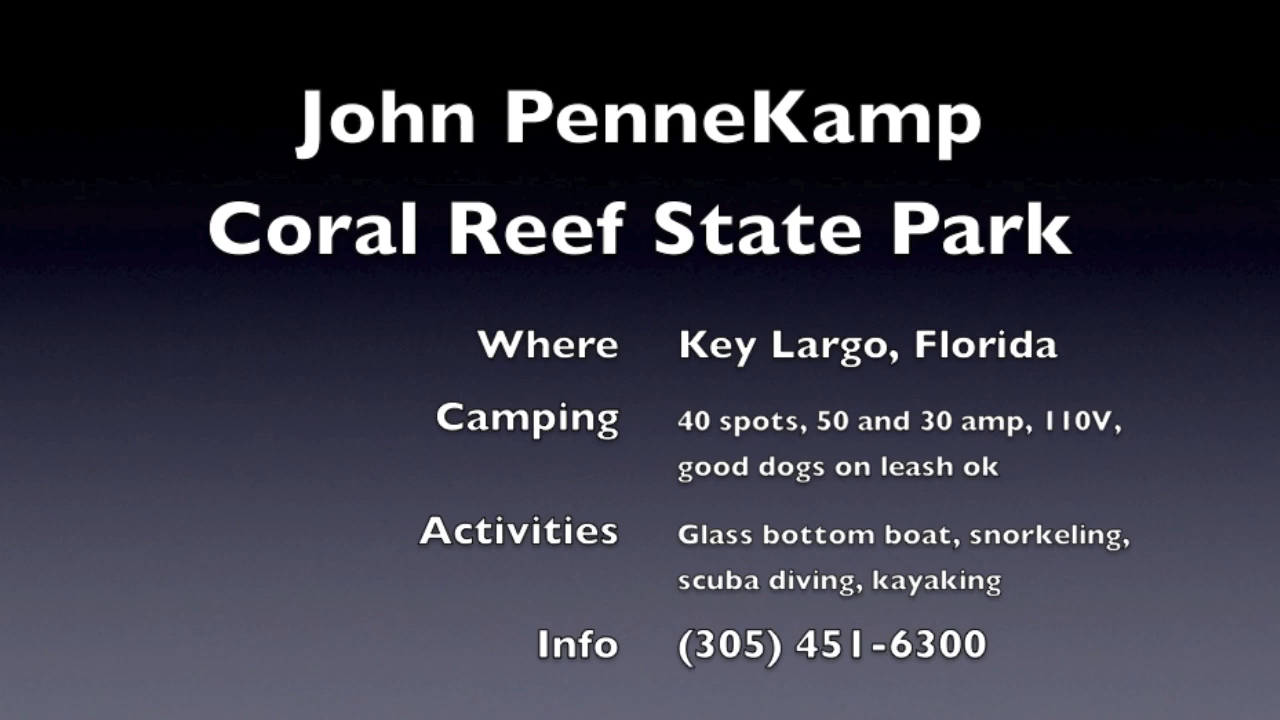 John PenneKamp
Coral Reef State Park
Where Key Largo, Florida
Camping 40 spots, 50 and 30 amp, 110V,
good dogs on leash ok
Activities Glass bottom boat, snorkeling,
scuba diving, kayaking
Info (305) 451-6300